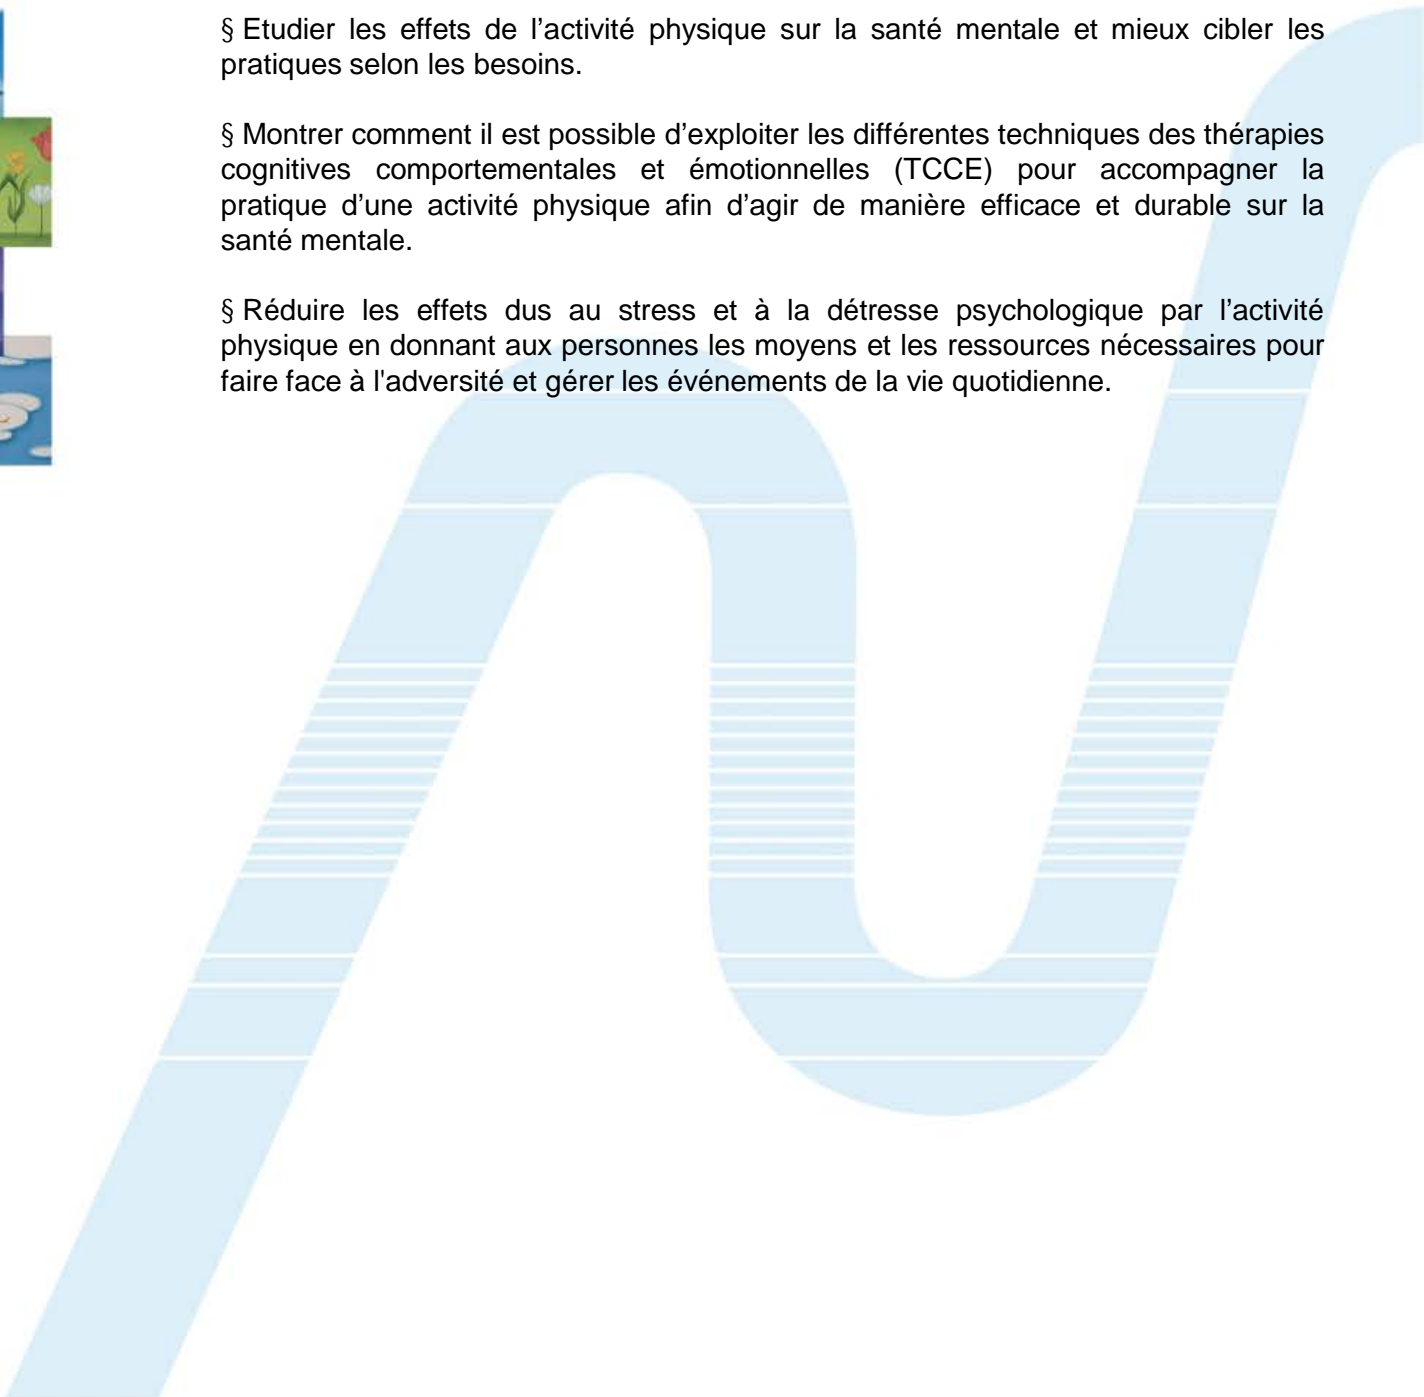 § Etudier les effets de l’activité physique sur la santé mentale et mieux cibler les
pratiques selon les besoins.
§ Montrer comment il est possible d’exploiter les différentes techniques des thérapies
cognitives comportementales et émotionnelles (TCCE) pour accompagner la
pratique d’une activité physique afin d’agir de manière efficace et durable sur la
santé mentale.
§ Réduire les effets dus au stress et à la détresse psychologique par l’activité
physique en donnant aux personnes les moyens et les ressources nécessaires pour
faire face à l'adversité et gérer les événements de la vie quotidienne.